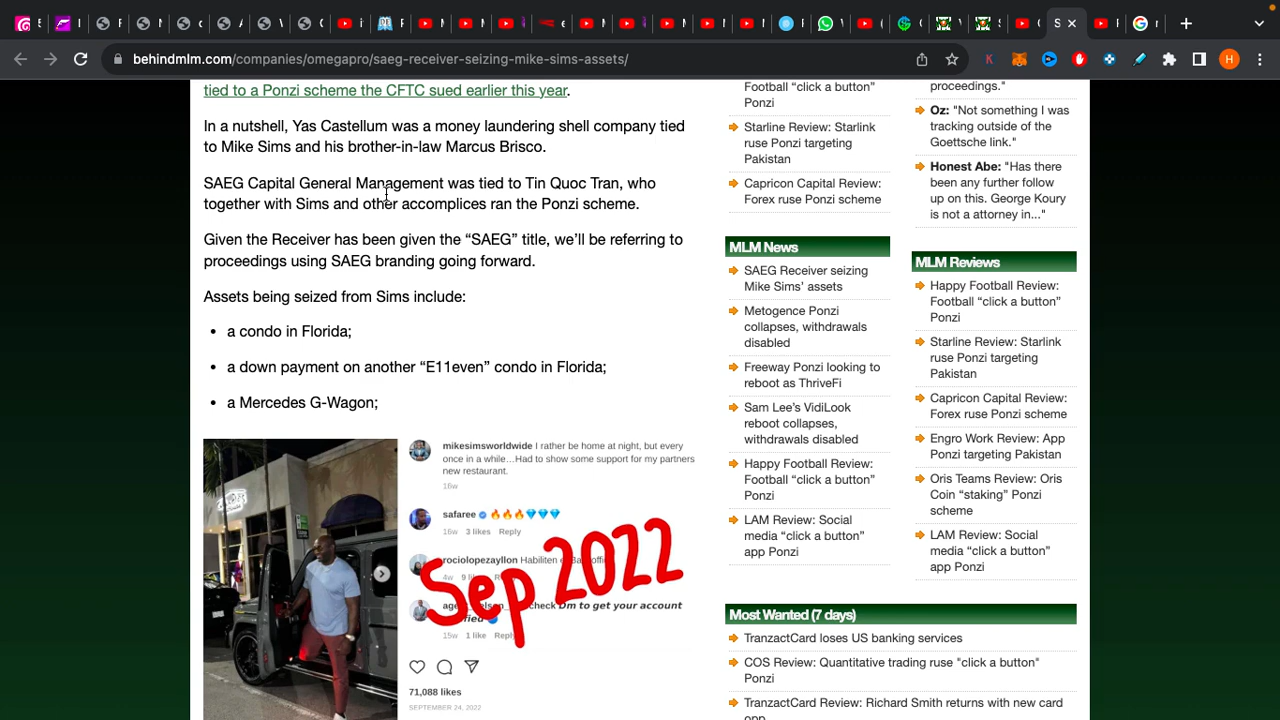 S
H
behindmlm.com/companies/omegapro/saeg-receiver-seizing-mike-sims-assets/
tied to a Ponzi scheme the CFTC sued earlier this year.
In a nutshell, Yas Castellum was a money laundering shell company tied
to Mike Sims and his brother-in-law Marcus Brisco.
SAEG Capital General Management was tied to Tin Quoc Tran, who
together with Sims and other accomplices ran the Ponzi scheme.
Given the Receiver has been given the “SAEG” title, we’ll be referring to
proceedings using SAEG branding going forward.
Assets being seized from Sims include:
• a condo in Florida;
• a down payment on another “E11even” condo in Florida;
• a Mercedes G-Wagon;
mikesimsworldwide I rather be home at night, but every
once in a while…Had to show some support for my partners
new restaurant.
16w
safaree 🔥🔥🔥💎💎💎
16w 3 likes Reply
rociolopezayllon Habiliten
4w
check Dm to get your account
15w 1 like Reply
Sep 2022
71,088 likes
SEPTEMBER 24, 2022
Football “click a button”
Ponzi
Starline Review: Starlink
ruse Ponzi targeting
Pakistan
Capricon Capital Review:
Forex ruse Ponzi scheme
MLM News
SAEG Receiver seizing
Mike Sims’ assets
Metogence Ponzi
collapses, withdrawals
disabled
Freeway Ponzi looking to
reboot as ThriveFi
Sam Lee’s VidiLook
reboot collapses,
withdrawals disabled
Happy Football Review:
Football “click a button”
Ponzi
LAM Review: Social
media “click a button”
app Ponzi
proceedings."
Oz: "Not something I was
tracking outside of the
Goettsche link."
Honest Abe: "Has there
been any further follow
up on this. George Koury
is not a attorney in..."
MLM Reviews
Happy Football Review:
Football “click a button”
Ponzi
Starline Review: Starlink
ruse Ponzi targeting
Pakistan
Capricon Capital Review:
Forex ruse Ponzi scheme
Engro Work Review: App
Ponzi targeting Pakistan
Oris Teams Review: Oris
Coin “staking” Ponzi
scheme
LAM Review: Social
media “click a button”
app Ponzi
Most Wanted (7 days)
TranzactCard loses US banking services
COS Review: Quantitative trading ruse "click a button"
Ponzi
TranzactCard Review: Richard Smith returns with new card